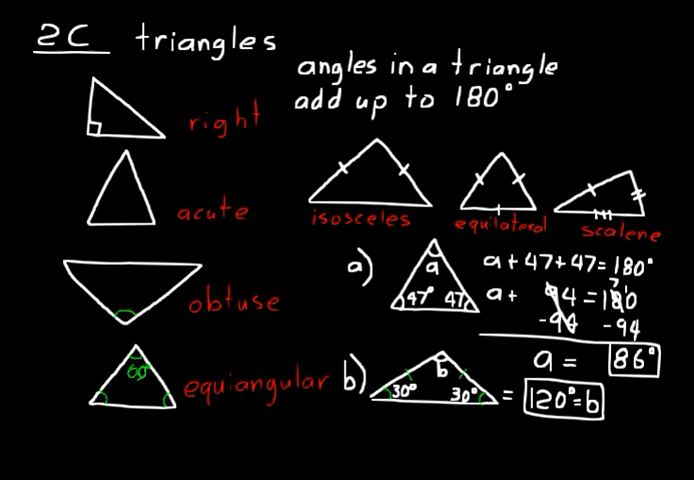 2C triangles
angles in a triangle
add up to 180°
right
acute
isosceles
equilateral
scalene
obtuse
a)
a
47° 47°
a + 47 + 47 = 180°
a + 94 = 180
- 94 - 94
a = 86°
60°
equiangular
b)
b
30° 30°
= 120° = b